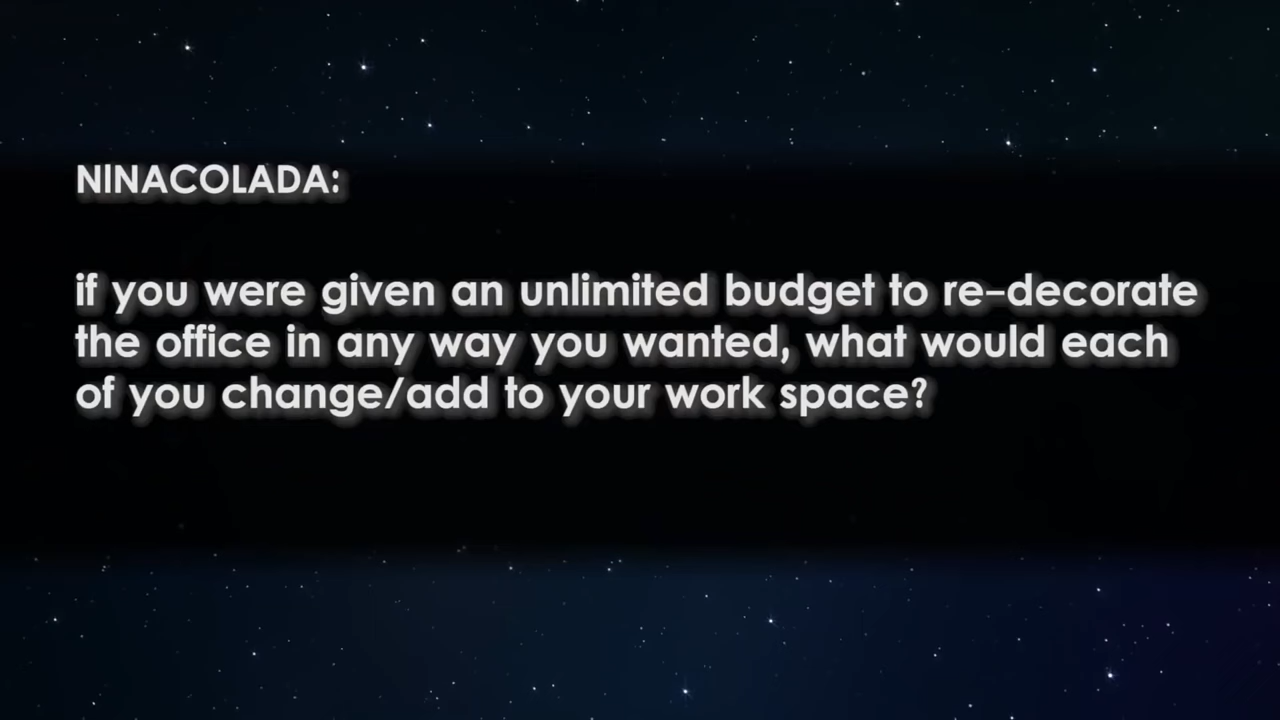 NINACOLADA:
if you were given an unlimited budget to re-decorate
the office in any way you wanted, what would each
of you change/add to your work space?